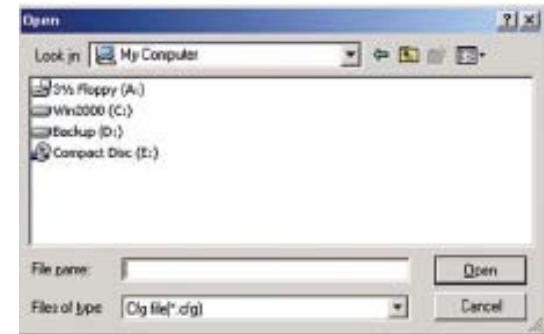 Open
Look in: My Computer
3½ Floppy (A:)
Win2000 (C:)
Backup (D:)
Compact Disc (E:)
File name:
Open
Files of type: Cfg file(*.cfg)
Cancel